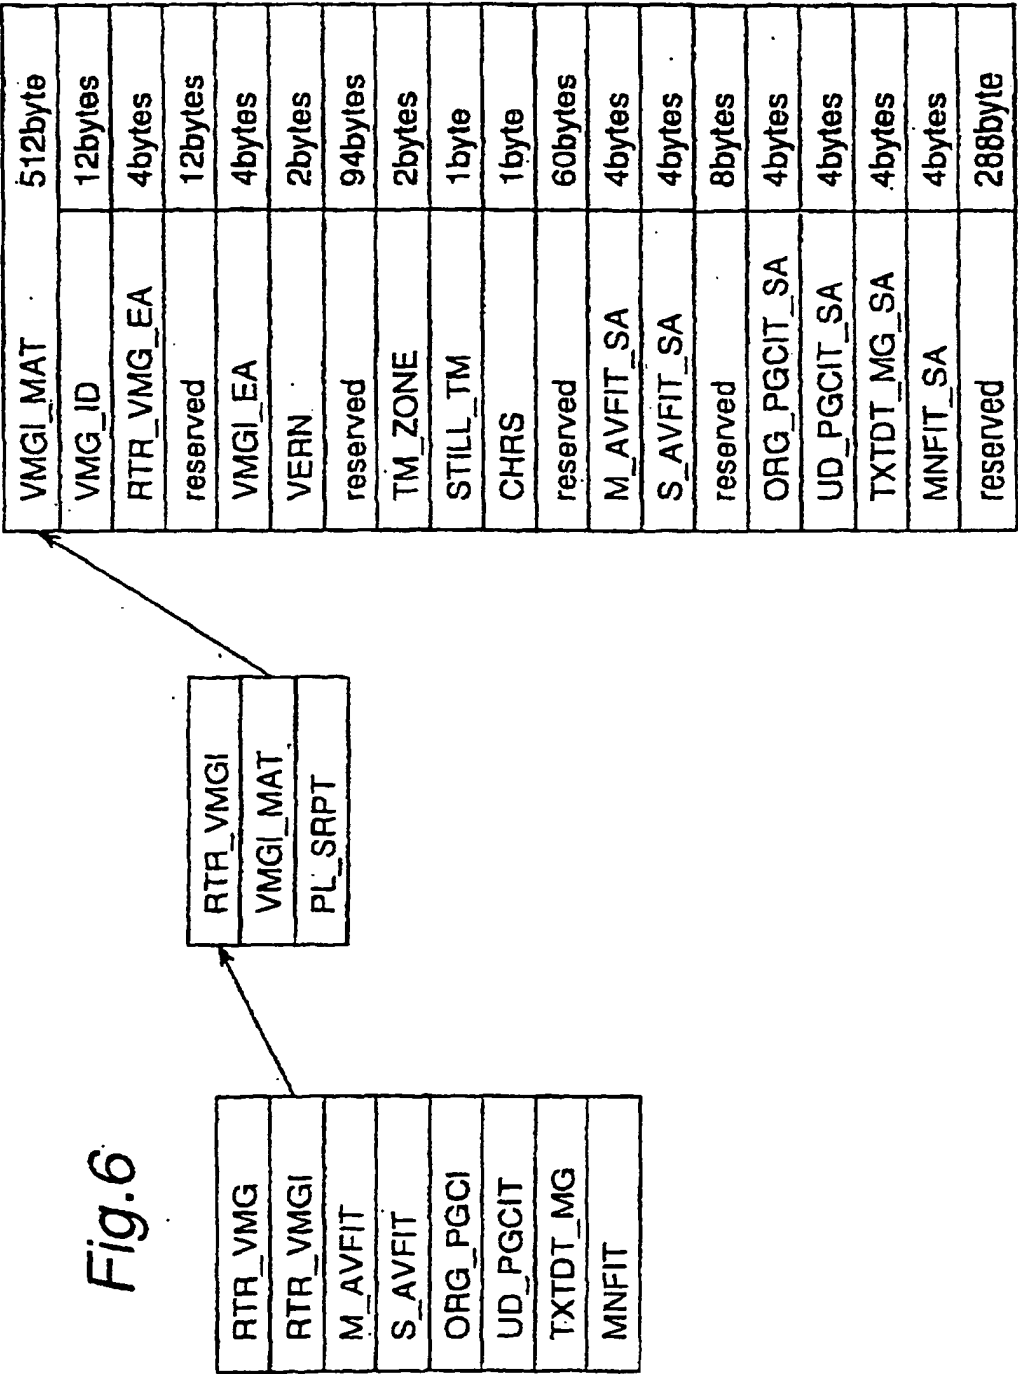 Fig.6
RTR_VMG
RTR_VMGI
M_AVFIT
S_AVFIT
ORG_PGCI
UD_PGCIT
TXTDT_MG
MNFIT
RTR_VMGI
VMGI_MAT
PL_SRPT
VMGI_MAT 512byte
VMG_ID 12bytes
RTR_VMG_EA 4bytes
reserved 12bytes
VMGI_EA 4bytes
VERN 2bytes
reserved 94bytes
TM_ZONE 2bytes
STILL_TM 1byte
CHRS 1byte
reserved 60bytes
M_AVFIT_SA 4bytes
S_AVFIT_SA 4bytes
reserved 8bytes
ORG_PGCIT_SA 4bytes
UD_PGCIT_SA 4bytes
TXTDT_MG_SA 4bytes
MNFIT_SA 4bytes
reserved 288byte